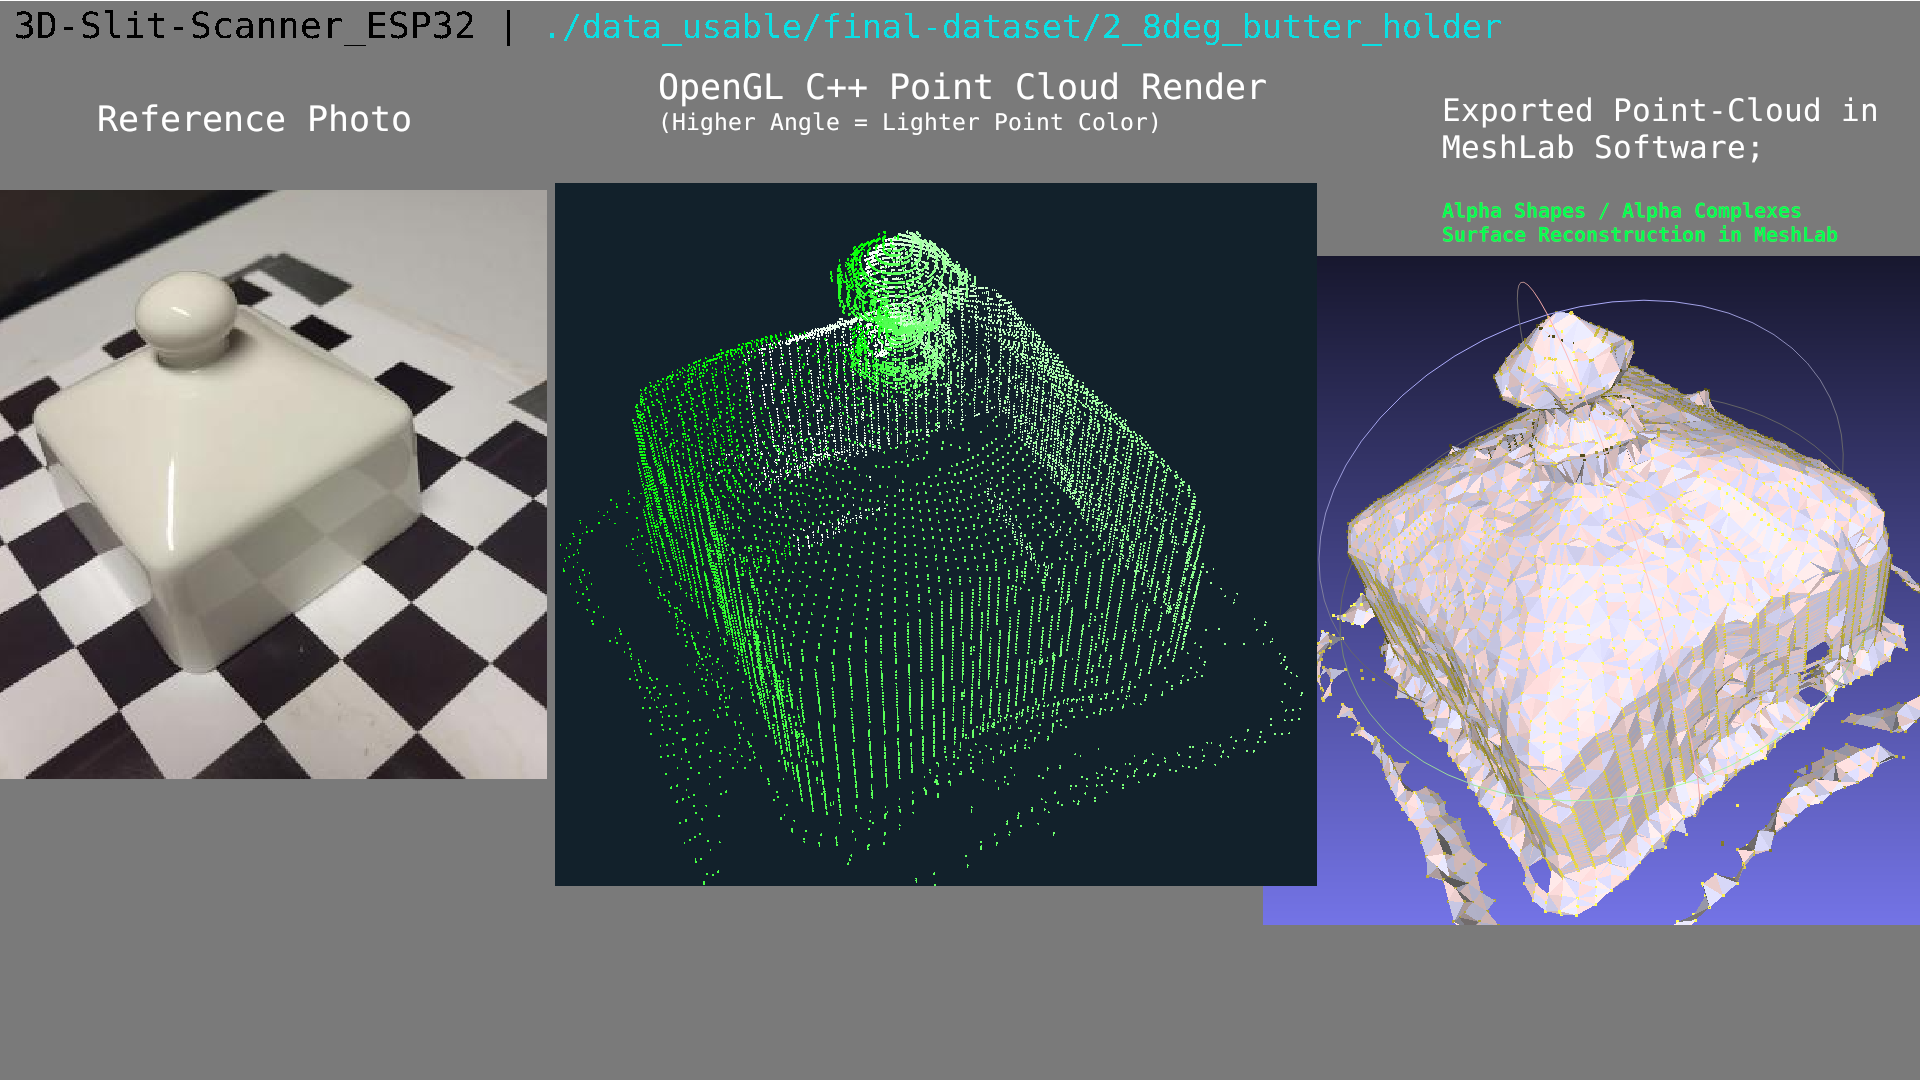 3D-Slit-Scanner_ESP32 | ./data_usable/final-dataset/2_8deg_butter_holder
Reference Photo
OpenGL C++ Point Cloud Render
(Higher Angle = Lighter Point Color)
Exported Point-Cloud in
MeshLab Software;
Alpha Shapes / Alpha Complexes
Surface Reconstruction in MeshLab